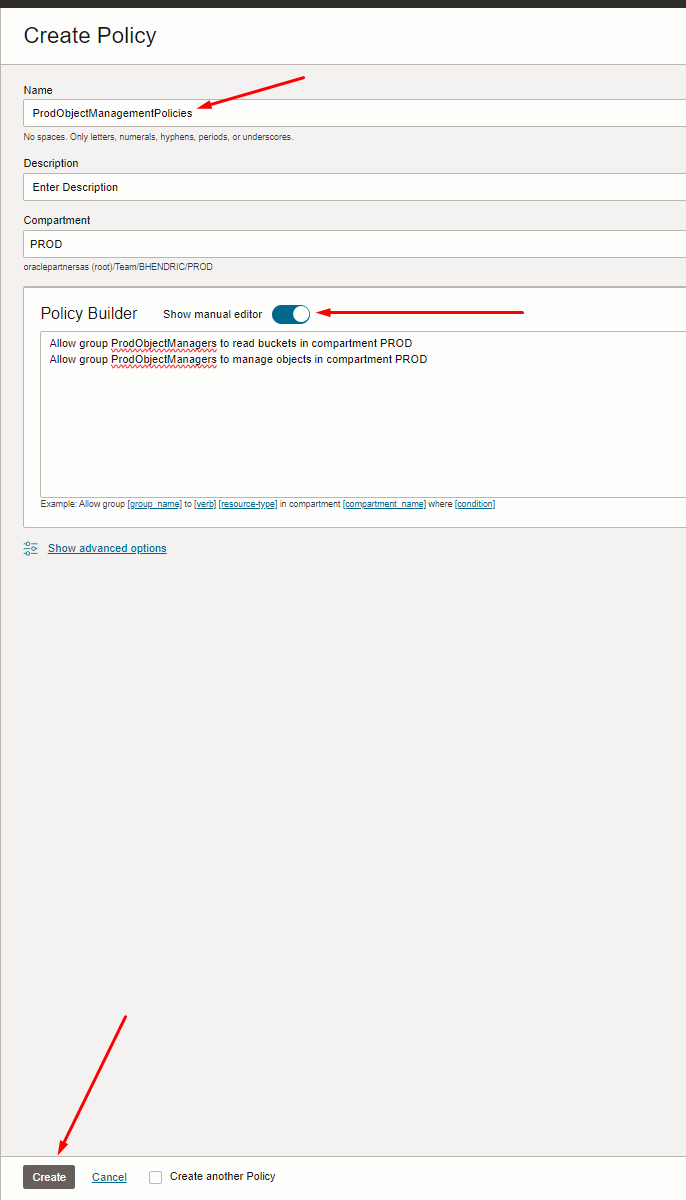 Create Policy
Name
ProdObjectManagementPolicies
No spaces. Only letters, numerals, hyphens, periods, or underscores.
Description
Enter Description
Compartment
PROD
oraclepartnersas (root)/Team/BHENDRIC/PROD
Policy Builder Show manual editor
Allow group ProdObjectManagers to read buckets in compartment PROD
Allow group ProdObjectManagers to manage objects in compartment PROD
Example: Allow group [group_name] to [verb] [resource-type] in compartment [compartment_name] where [condition]
Show advanced options
Create Cancel Create another Policy